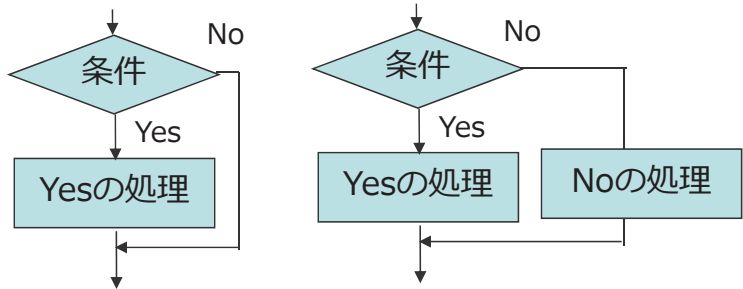 No
条件
Yes
Yesの処理
No
条件
Yes
Yesの処理
Noの処理